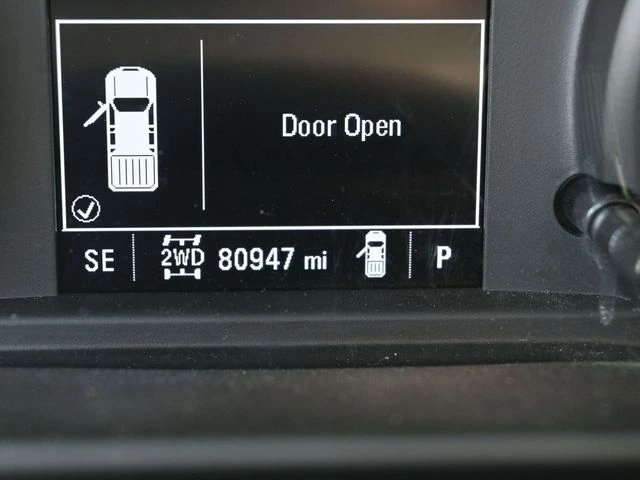 Door Open
SE 2WD 80947 mi P